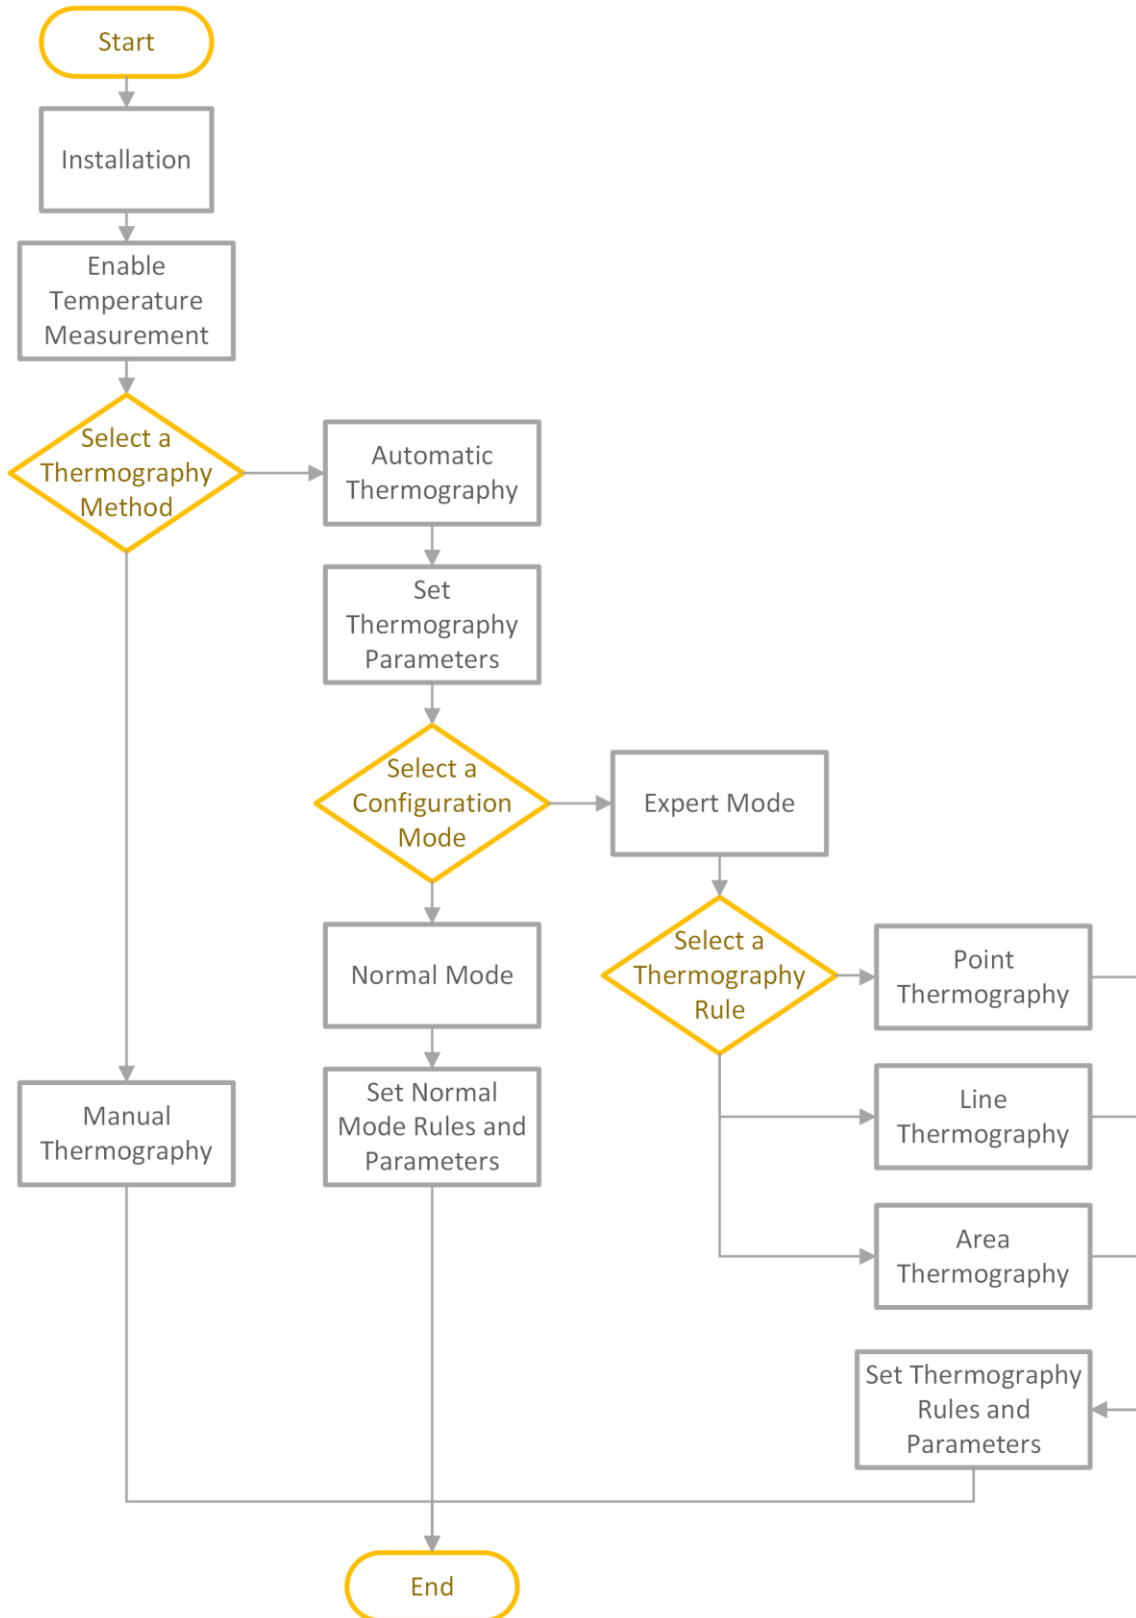 Start
Installation
Enable
Temperature
Measurement
Select a
Thermography
Method
Automatic
Thermography
Set
Thermography
Parameters
Select a
Configuration
Mode
Expert Mode
Normal Mode
Select a
Thermography
Rule
Point
Thermography
Set Normal
Mode Rules and
Parameters
Manual
Thermography
Line
Thermography
Area
Thermography
Set Thermography
Rules and
Parameters
End